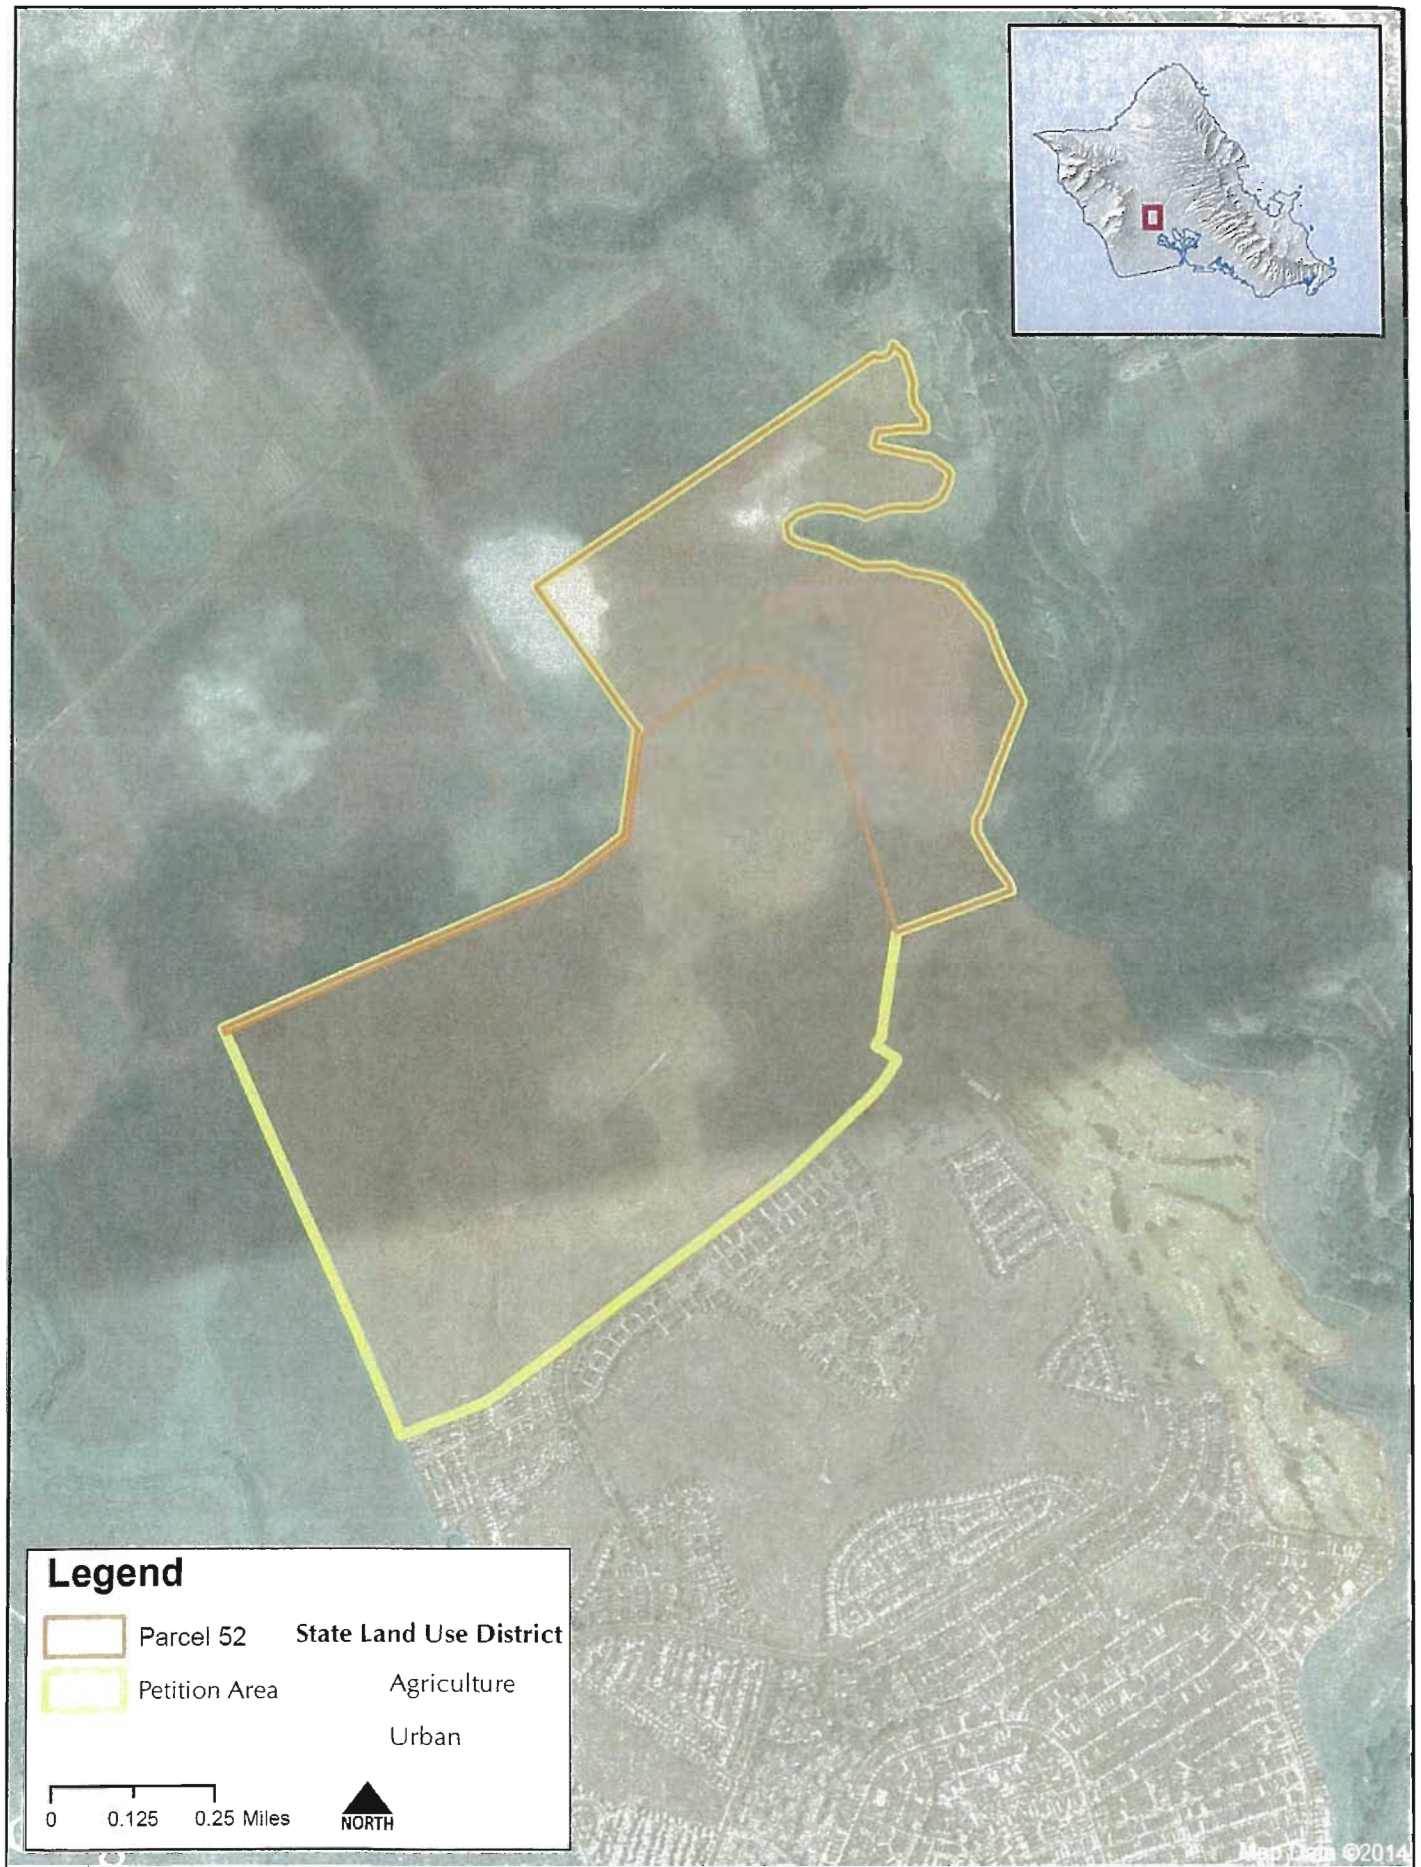 Legend
Parcel 52
State Land Use District
Petition Area
Agriculture
Urban
0 0.125 0.25 Miles
NORTH
Map Data ©2014